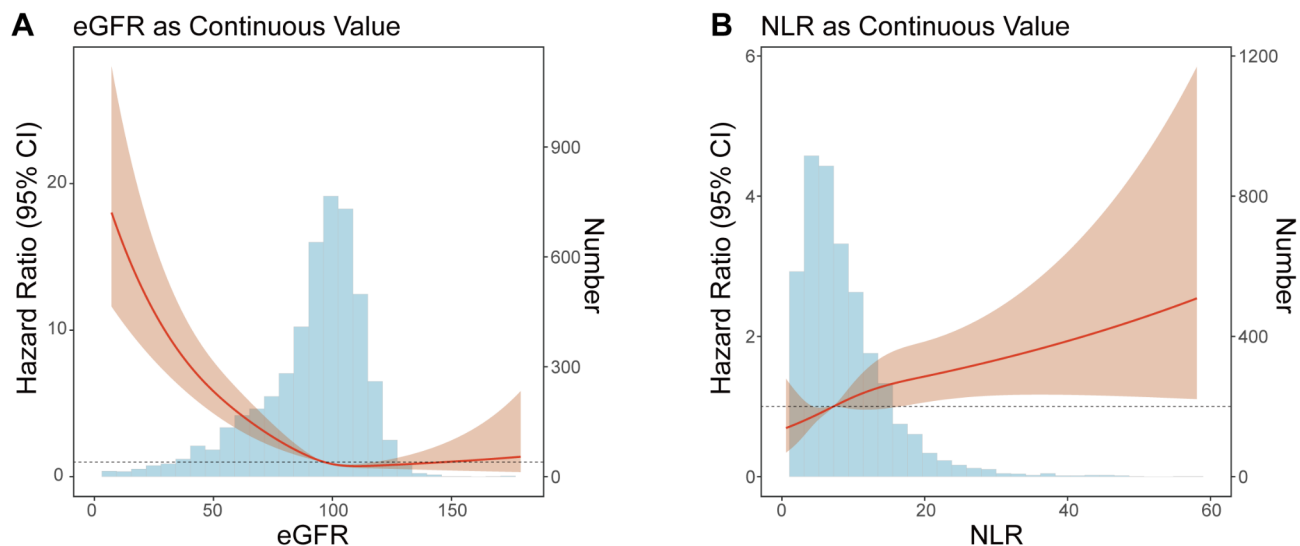 A eGFR as Continuous Value
Hazard Ratio (95% CI)
20
10
0
900
600
300
0
Number
0 50 100 150
eGFR
B NLR as Continuous Value
Hazard Ratio (95% CI)
6
4
2
0
1200
800
400
0
Number
0 20 40 60
NLR